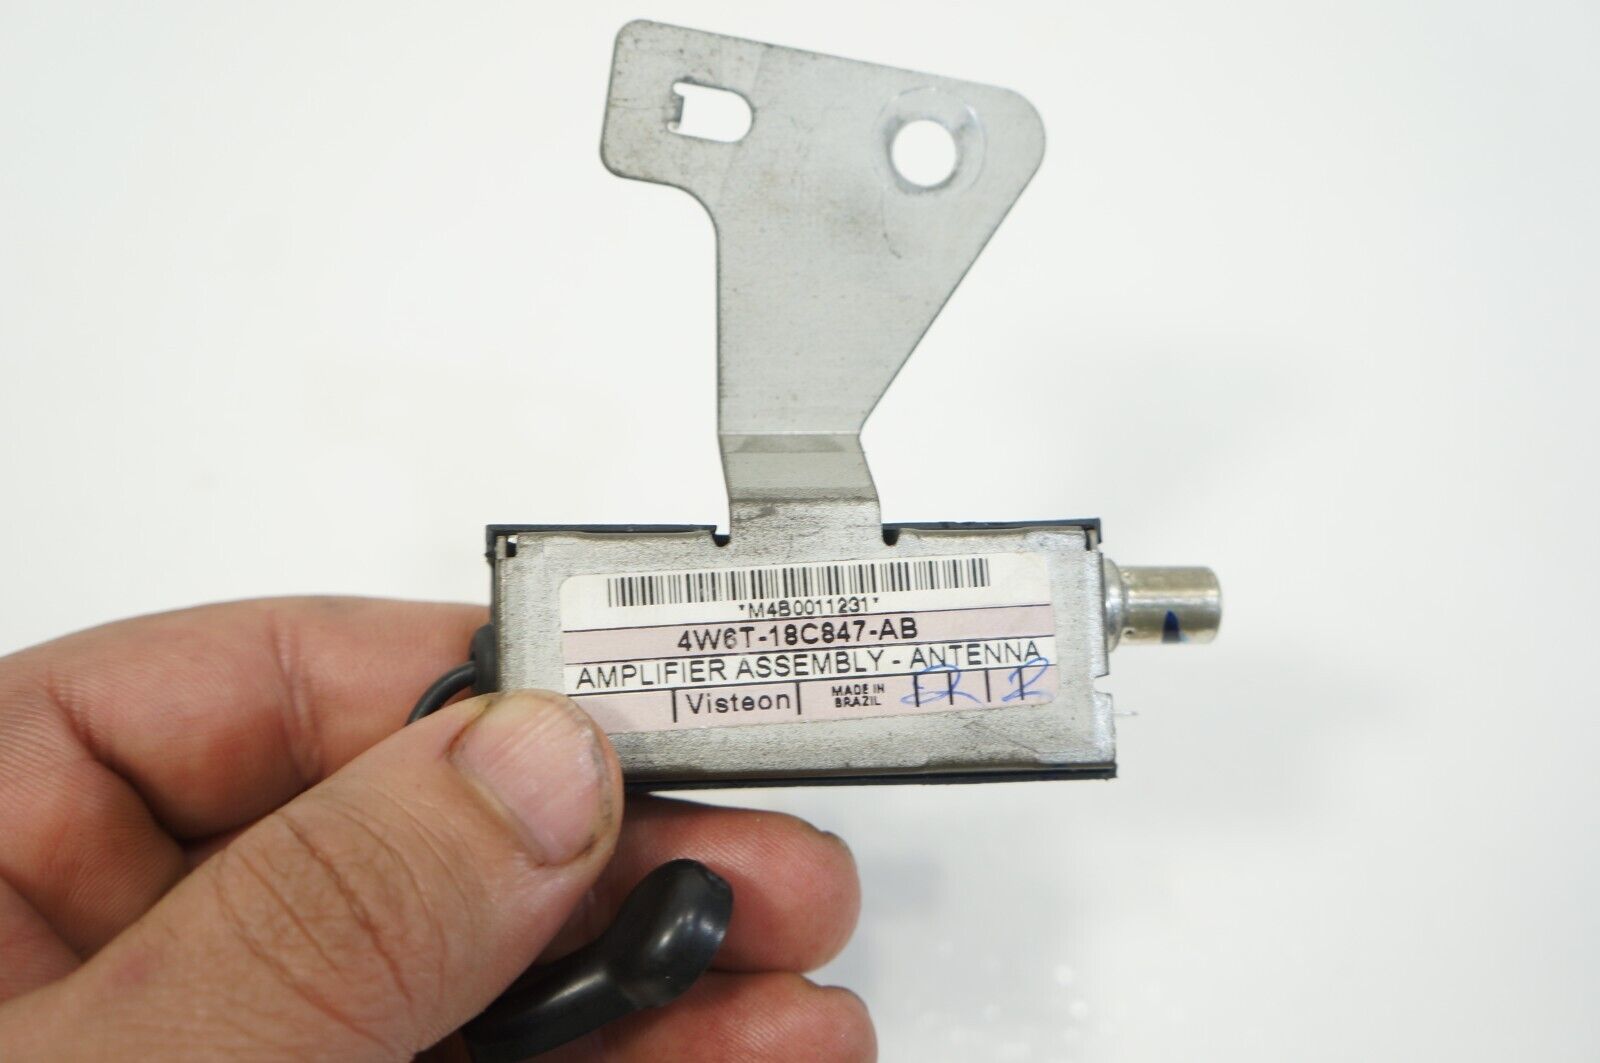 *M4B0011231*
4W6T-18C847-AB
AMPLIFIER ASSEMBLY - ANTENNA
Visteon MADE IN
BRAZIL